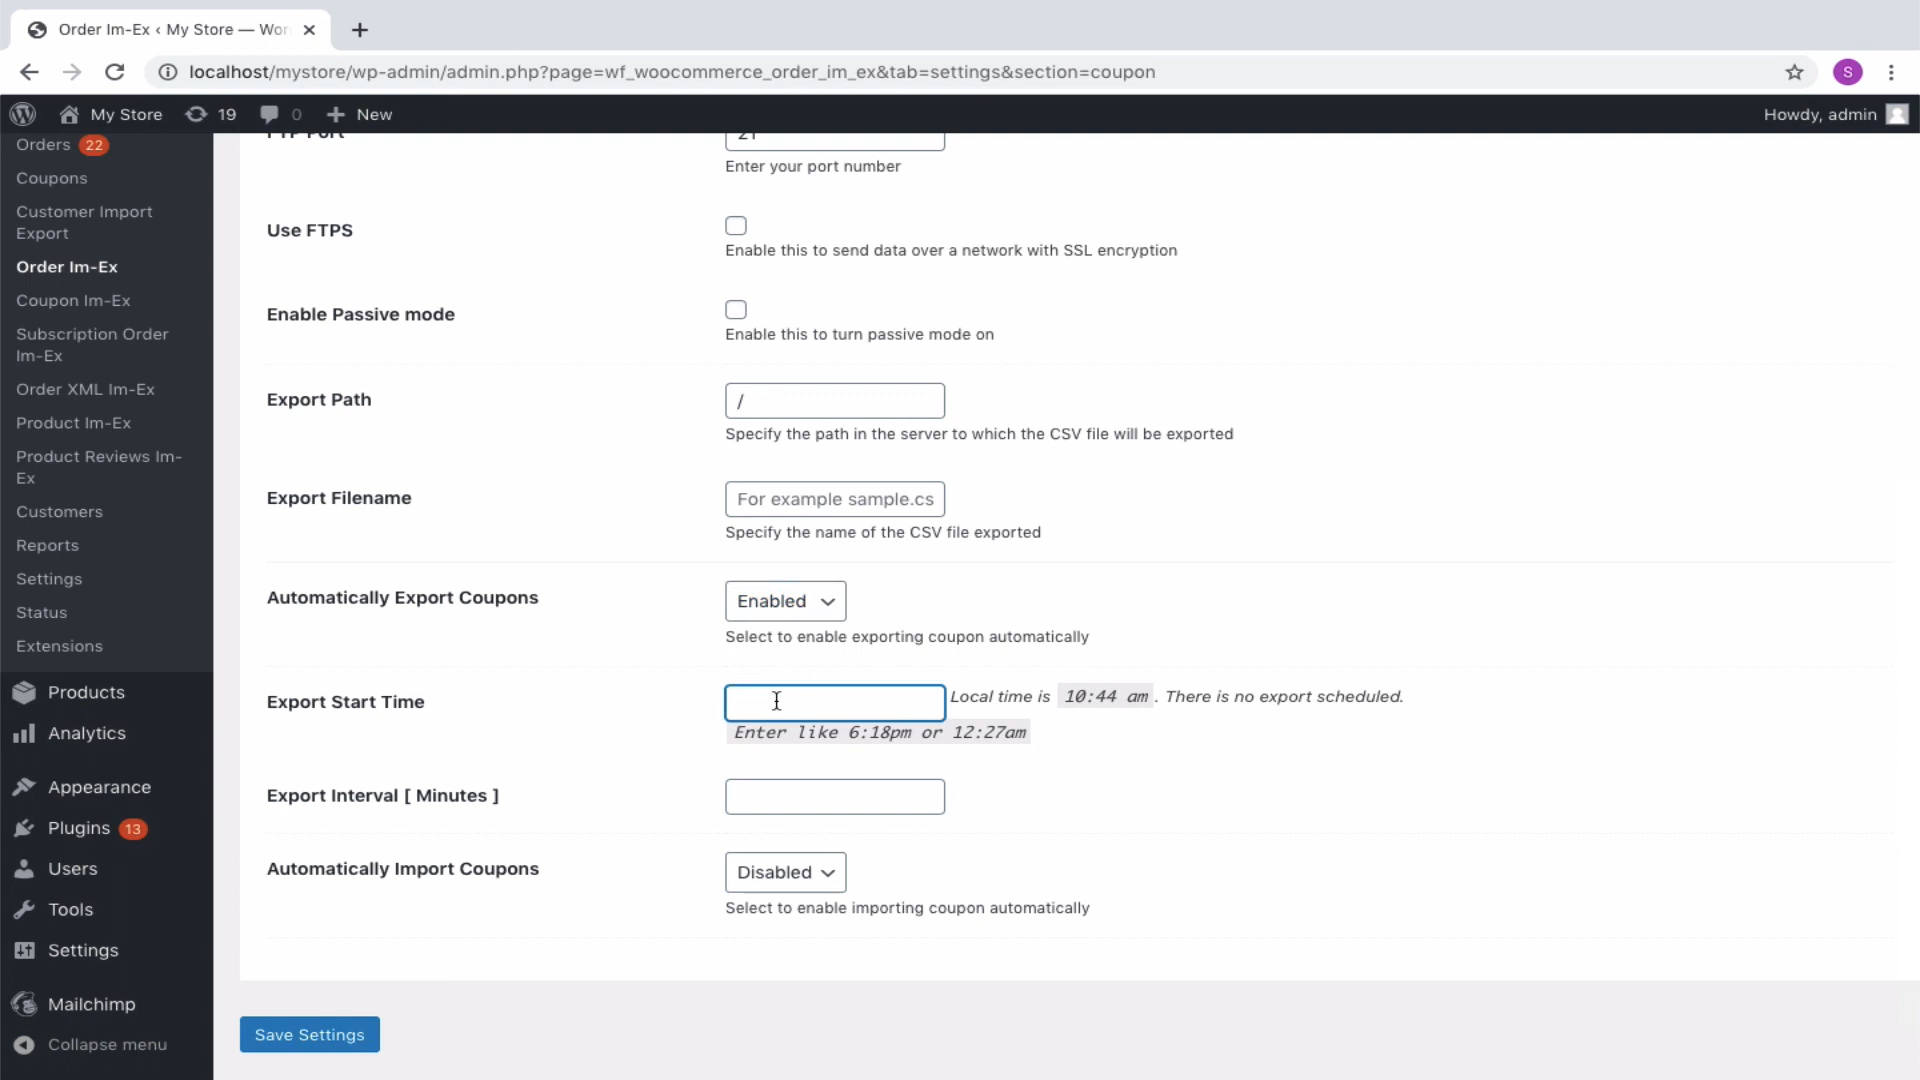 Order Im-Ex ‹ My Store — Wor
localhost/mystore/wp-admin/admin.php?page=wf_woocommerce_order_im_ex&tab=settings&section=coupon
S
My Store 19 0 New
Howdy, admin
Orders 22
Coupons
Customer Import
Export
Order Im-Ex
Coupon Im-Ex
Subscription Order
Im-Ex
Order XML Im-Ex
Product Im-Ex
Product Reviews Im-
Ex
Customers
Reports
Settings
Status
Extensions
Products
Analytics
Appearance
Plugins 13
Users
Tools
Settings
Mailchimp
Collapse menu
FTP Port
21
Enter your port number
Use FTPS
Enable this to send data over a network with SSL encryption
Enable Passive mode
Enable this to turn passive mode on
Export Path
/
Specify the path in the server to which the CSV file will be exported
Export Filename
For example sample.cs
Specify the name of the CSV file exported
Automatically Export Coupons
Enabled
Select to enable exporting coupon automatically
Export Start Time
Local time is 10:44 am . There is no export scheduled.
Enter like 6:18pm or 12:27am
Export Interval [ Minutes ]
Automatically Import Coupons
Disabled
Select to enable importing coupon automatically
Save Settings